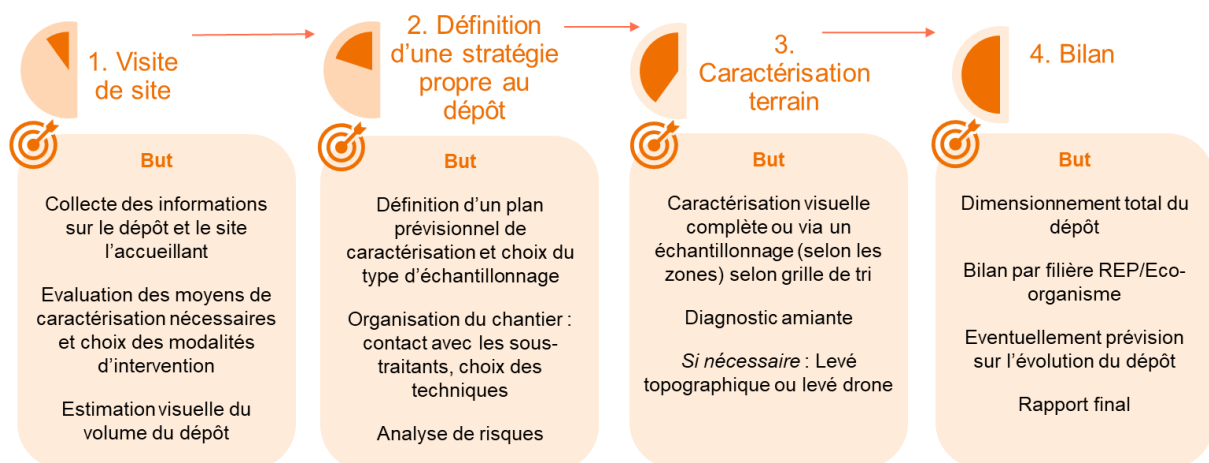 1. Visite
de site
But
Collecte des informations
sur le dépôt et le site
l'accueillant
Evaluation des moyens de
caractérisation nécessaires
et choix des modalités
d'intervention
Estimation visuelle du
volume du dépôt
2. Définition
d'une stratégie
propre au
dépôt
But
Définition d'un plan
prévisionnel de
caractérisation et choix du
type d'échantillonnage
Organisation du chantier :
contact avec les sous-
traitants, choix des
techniques
Analyse de risques
3.
Caractérisation
terrain
But
Caractérisation visuelle
complète ou via un
échantillonnage (selon les
zones) selon grille de tri
Diagnostic amiante
Si nécessaire : Levé
topographique ou levé drone
4. Bilan
But
Dimensionnement total du
dépôt
Bilan par filière REP/Eco-
organisme
Eventuellement prévision
sur l'évolution du dépôt
Rapport final